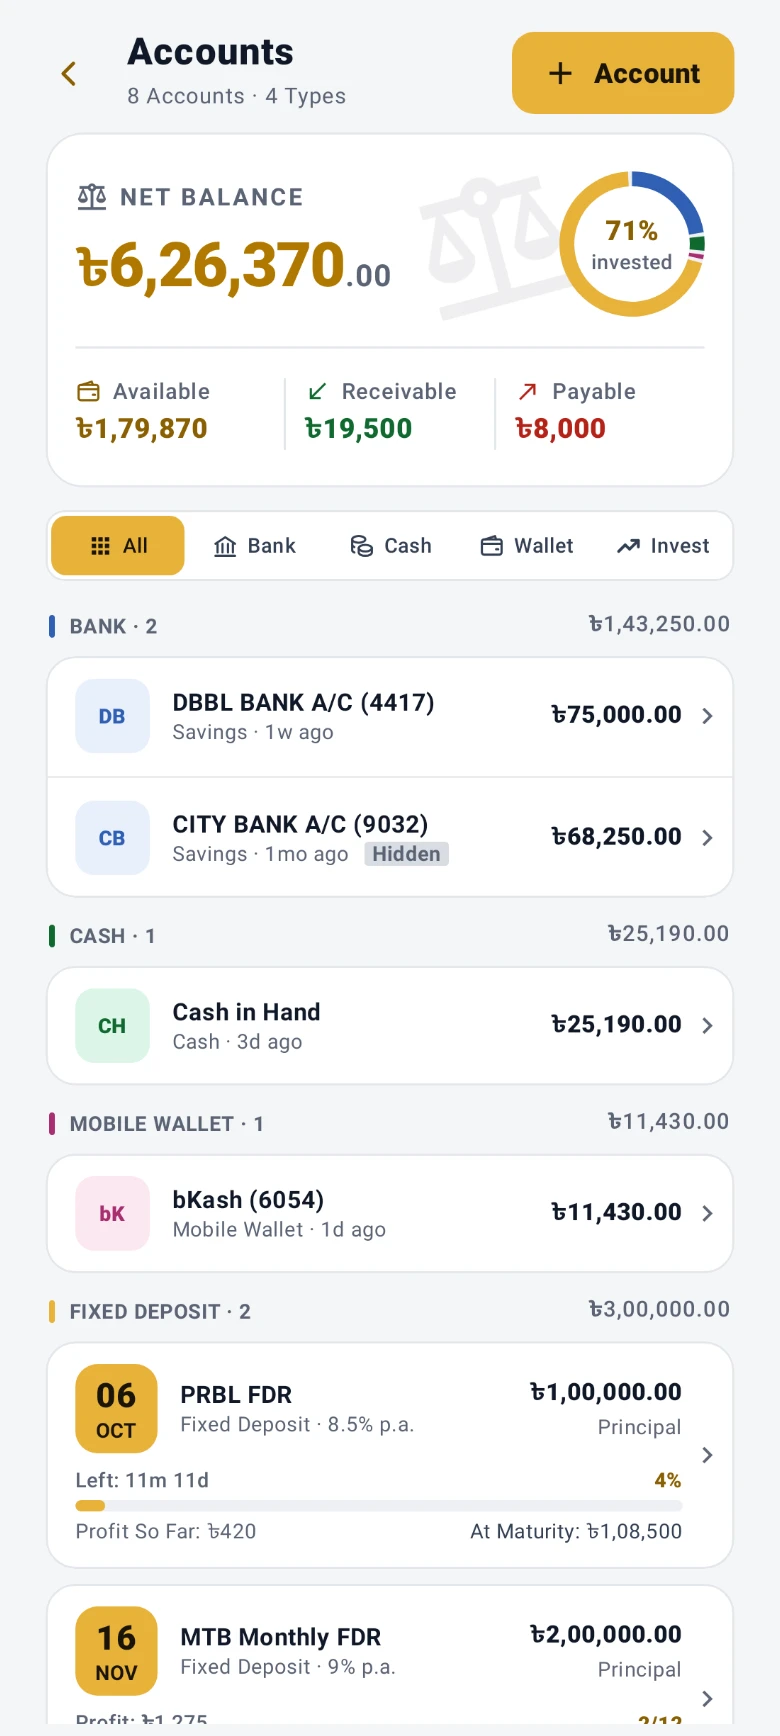 Accounts
8 Accounts · 4 Types
+ Account
NET BALANCE
৳6,26,370.00
71%
invested
Available
৳1,79,870
Receivable
৳19,500
Payable
৳8,000
All
Bank
Cash
Wallet
Invest
BANK · 2
৳1,43,250.00
DB
DBBL BANK A/C (4417)
Savings · 1w ago
৳75,000.00
CB
CITY BANK A/C (9032)
Savings · 1mo ago Hidden
৳68,250.00
CASH · 1
৳25,190.00
CH
Cash in Hand
Cash · 3d ago
৳25,190.00
MOBILE WALLET · 1
৳11,430.00
bK
bKash (6054)
Mobile Wallet · 1d ago
৳11,430.00
FIXED DEPOSIT · 2
৳3,00,000.00
06
OCT
PRBL FDR
Fixed Deposit · 8.5% p.a.
৳1,00,000.00
Principal
Left: 11m 11d
4%
Profit So Far: ৳420
At Maturity: ৳1,08,500
16
NOV
MTB Monthly FDR
Fixed Deposit · 9% p.a.
৳2,00,000.00
Principal
Profit: ৳1,275
2/12